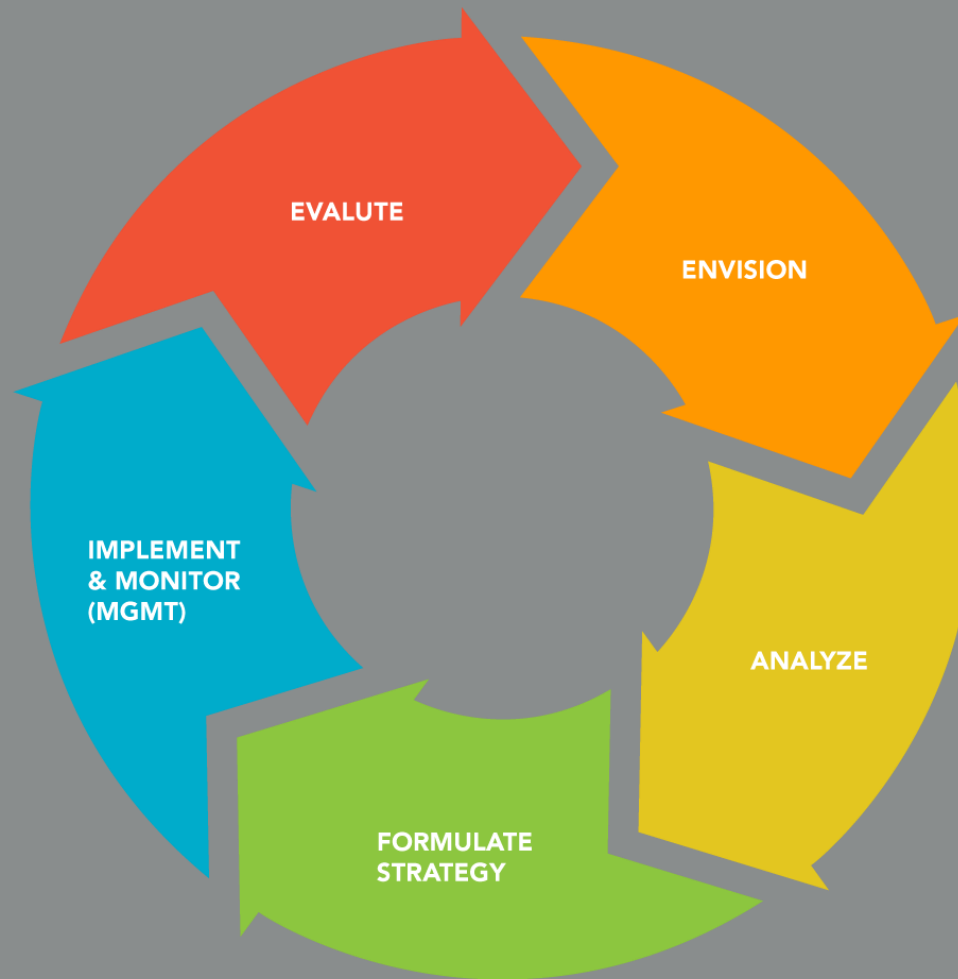 EVALUTE
ENVISION
IMPLEMENT
& MONITOR
(MGMT)
ANALYZE
FORMULATE
STRATEGY